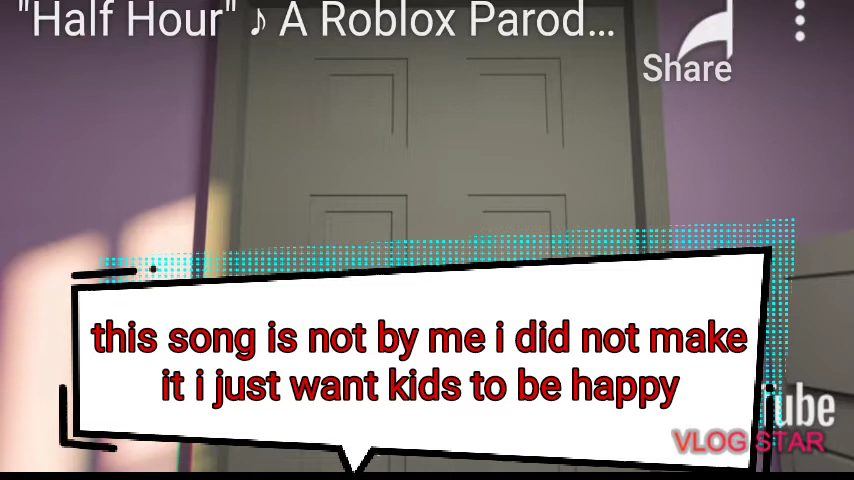 "Half Hour" ♪ A Roblox Parod...
Share
this song is not by me i did not make
it i just want kids to be happy
ube
VLOG STAR